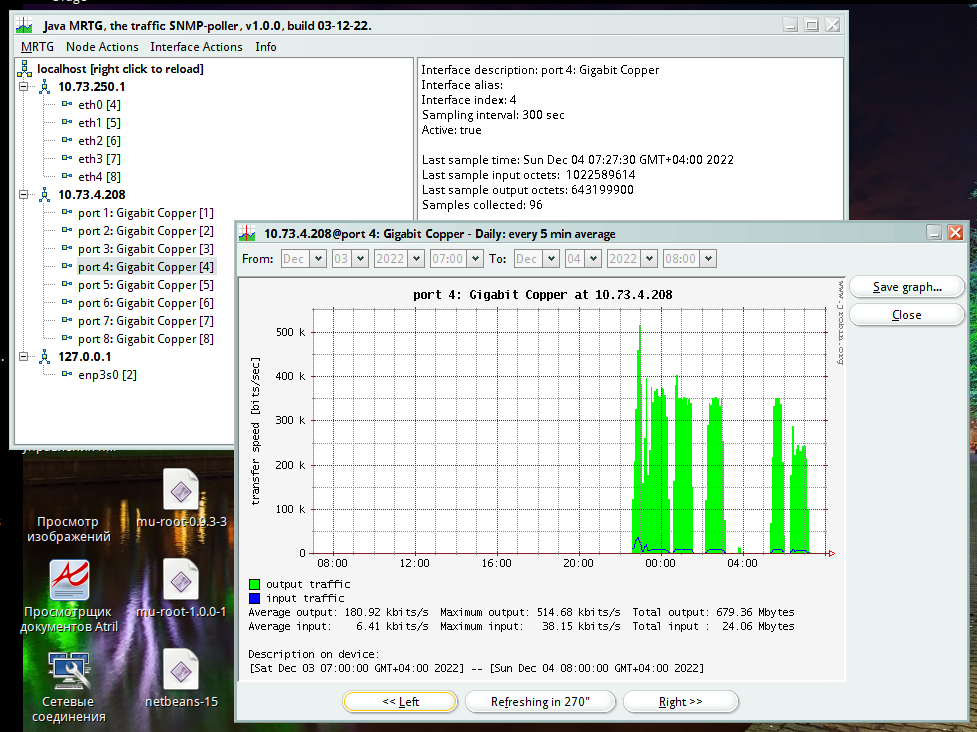 Java MRTG, the traffic SNMP-poller, v1.0.0, build 03-12-22.
MRTG Node Actions Interface Actions Info
localhost [right click to reload]
10.73.250.1
eth0 [4]
eth1 [5]
eth2 [6]
eth3 [7]
eth4 [8]
10.73.4.208
port 1: Gigabit Copper [1]
port 2: Gigabit Copper [2]
port 3: Gigabit Copper [3]
port 4: Gigabit Copper [4]
port 5: Gigabit Copper [5]
port 6: Gigabit Copper [6]
port 7: Gigabit Copper [7]
port 8: Gigabit Copper [8]
127.0.0.1
enp3s0 [2]
Interface description: port 4: Gigabit Copper
Interface alias:
Interface index: 4
Sampling interval: 300 sec
Active: true
Last sample time: Sun Dec 04 07:27:30 GMT+04:00 2022
Last sample input octets: 1022589614
Last sample output octets: 643199900
Samples collected: 96
10.73.4.208@port 4: Gigabit Copper - Daily: every 5 min average
From: Dec 03 2022 07:00 To: Dec 04 2022 08:00
Save graph...
Close
port 4: Gigabit Copper at 10.73.4.208
transfer speed [bits/sec]
500 k
400 k
300 k
200 k
100 k
0
08:00 12:00 16:00 20:00 00:00 04:00
output traffic
input traffic
Average output: 180.92 kbits/s Maximum output: 514.68 kbits/s Total output: 679.36 Mbytes
Average input: 6.41 kbits/s Maximum input: 38.15 kbits/s Total input : 24.06 Mbytes
Description on device:
[Sat Dec 03 07:00:00 GMT+04:00 2022] -- [Sun Dec 04 08:00:00 GMT+04:00 2022]
<< Left
Refreshing in 270"
Right >>
Просмотр
изображений
mu-root-0.9.3-3
Просмотрщик
документов Atril
mu-root-1.0.0-1
Сетевые
соединения
netbeans-15